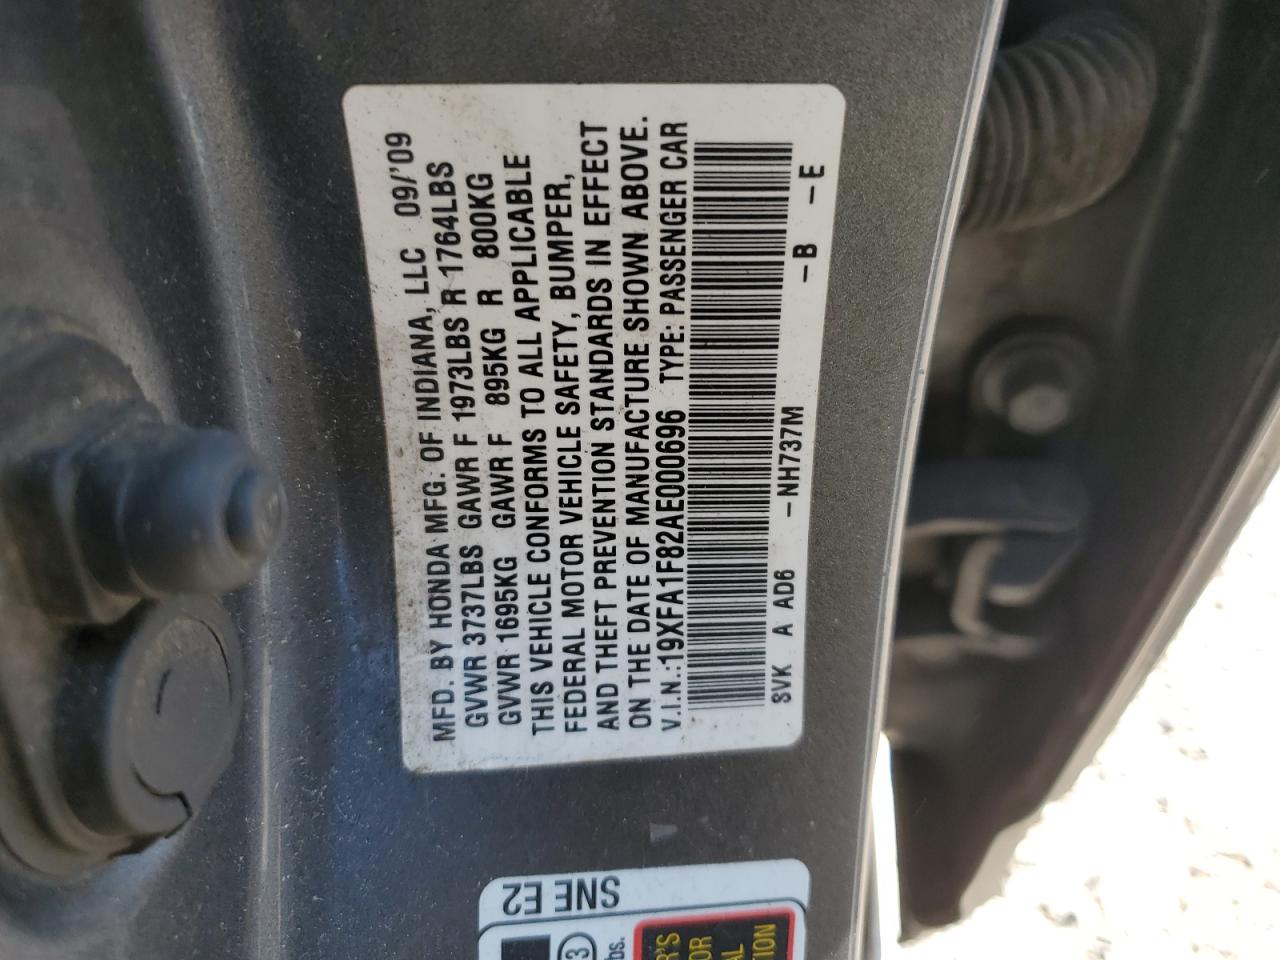 MFD. BY HONDA MFG. OF INDIANA, LLC 09/'09
GVWR 3737LBS GAWR F 1973LBS R 1764LBS
GVWR 1695KG GAWR F 895KG R 800KG
THIS VEHICLE CONFORMS TO ALL APPLICABLE
FEDERAL MOTOR VEHICLE SAFETY, BUMPER,
AND THEFT PREVENTION STANDARDS IN EFFECT
ON THE DATE OF MANUFACTURE SHOWN ABOVE.
V.I.N.:19XFA1F82AE000696 TYPE: PASSENGER CAR
SVK A AD6 -NH737M -B -E
SNE E2
3